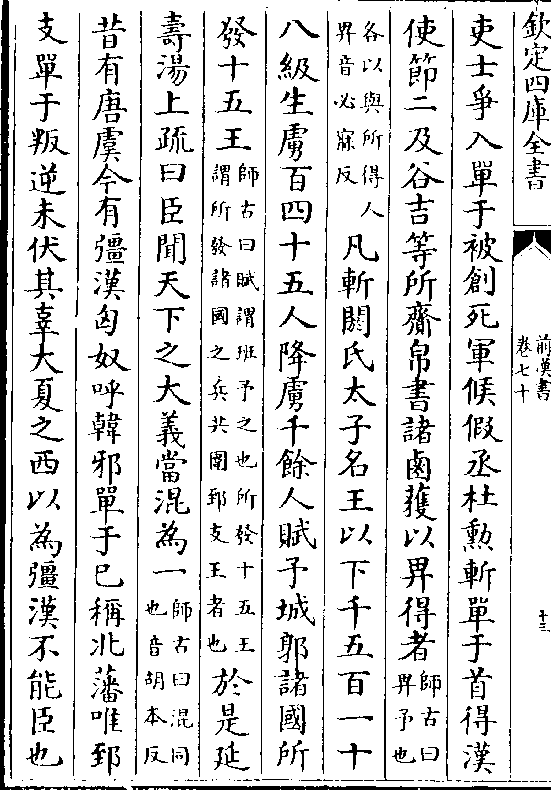 欽定四庫全書
前漢書
卷七十
十三
吏士爭入單于被創死軍候假丞杜勲斬單于首得漢
使節二及谷吉等所齎帛書諸鹵獲以畀得者師古曰畀予也
各以與所得人畀音必寐反凡斬閼氏太子名王以下千五百一十
八級生虜百四十五人降虜千餘人賦予城郭諸國所
發十五王師古曰賦謂班予之也所發十五王謂所發諸國之兵共圍郅支王者也於是延
壽湯上疏曰臣聞天下之大義當混為一師古曰混同也音胡本反
昔有唐虞今有彊漢匈奴呼韓邪單于已稱北藩唯郅
支單于叛逆未伏其辜大夏之西以為彊漢不能臣也